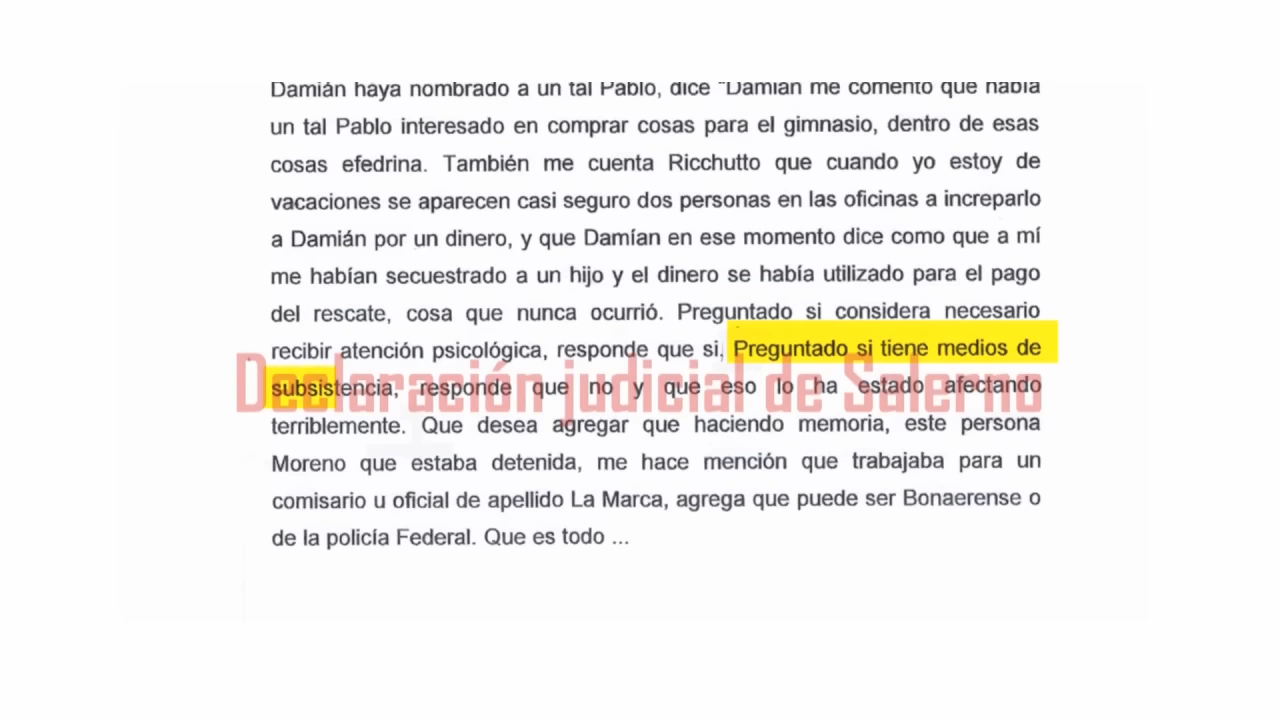 Damián haya nombrado a un tal Pablo, dice "Damián me comentó que había
un tal Pablo interesado en comprar cosas para el gimnasio, dentro de esas
cosas efedrina. También me cuenta Ricchutto que cuando yo estoy de
vacaciones se aparecen casi seguro dos personas en las oficinas a increparlo
a Damián por un dinero, y que Damían en ese momento dice como que a mí
me habían secuestrado a un hijo y el dinero se había utilizado para el pago
del rescate, cosa que nunca ocurrió. Preguntado si considera necesario
recibir atención psicológica, responde que si, Preguntado si tiene medios de
subsistencia, responde que no y que eso lo ha estado afectando
Declaración judicial de Salerno
terriblemente. Que desea agregar que haciendo memoria, este persona
Moreno que estaba detenida, me hace mención que trabajaba para un
comisario u oficial de apellido La Marca, agrega que puede ser Bonaerense o
de la policía Federal. Que es todo ...